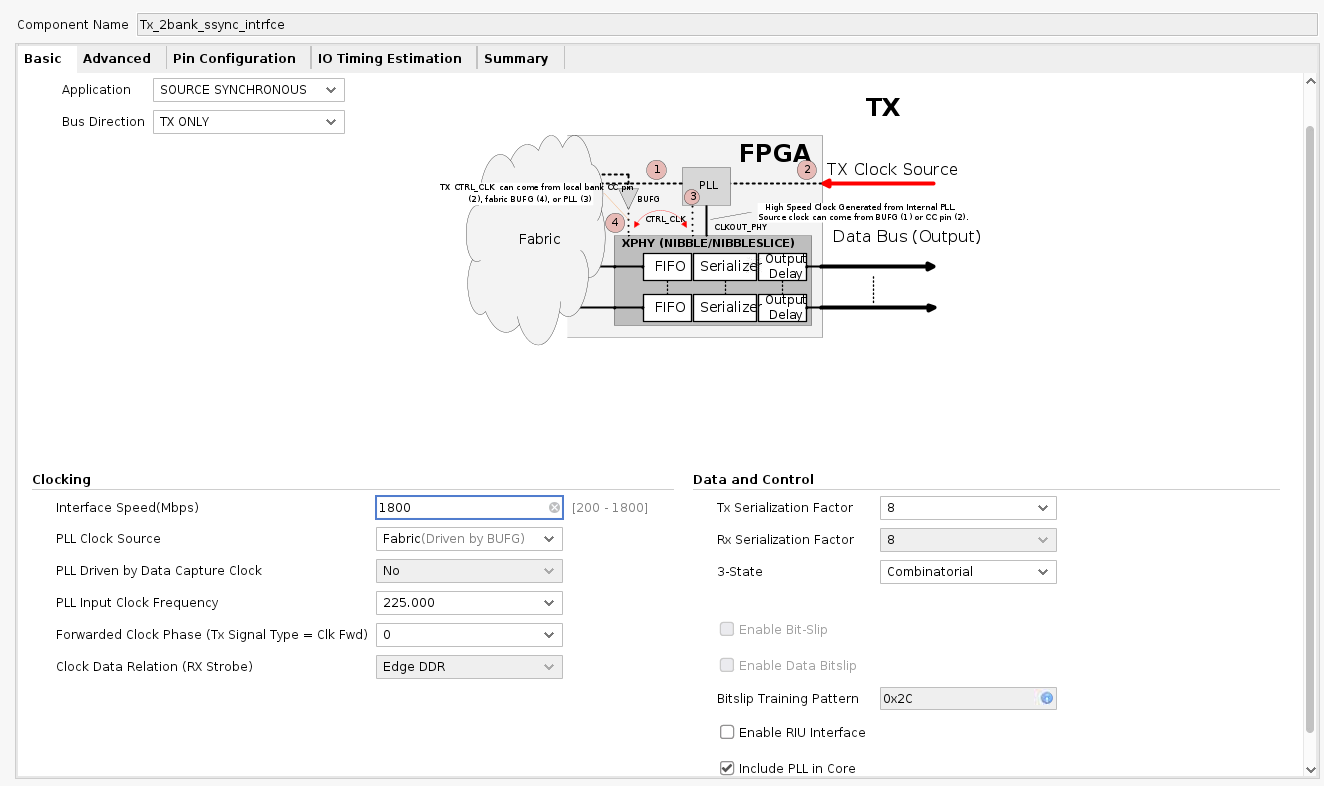 Component Name Tx_2bank_ssync_intrfce
Basic Advanced Pin Configuration IO Timing Estimation Summary
Application SOURCE SYNCHRONOUS
Bus Direction TX ONLY
TX
FPGA
1
2
TX Clock Source
PLL
TX CTRL_CLK can come from local bank CC pin
(2), fabric BUFG (4), or PLL (3)
BUFG
3
High Speed Clock Generated from Internal PLL.
Source clock can come from BUFG (1) or CC pin (2).
4
CTRL_CLK
CLKOUT_PHY
Fabric
XPHY (NIBBLE/NIBBLESLICE)
Data Bus (Output)
FIFO Serializer Output
Delay
FIFO Serializer Output
Delay
Clocking
Interface Speed(Mbps) 1800 [200 - 1800]
PLL Clock Source Fabric(Driven by BUFG)
PLL Driven by Data Capture Clock No
PLL Input Clock Frequency 225.000
Forwarded Clock Phase (Tx Signal Type = Clk Fwd) 0
Clock Data Relation (RX Strobe) Edge DDR
Data and Control
Tx Serialization Factor 8
Rx Serialization Factor 8
3-State Combinatorial
Enable Bit-Slip
Enable Data Bitslip
Bitslip Training Pattern 0x2C
Enable RIU Interface
Include PLL in Core